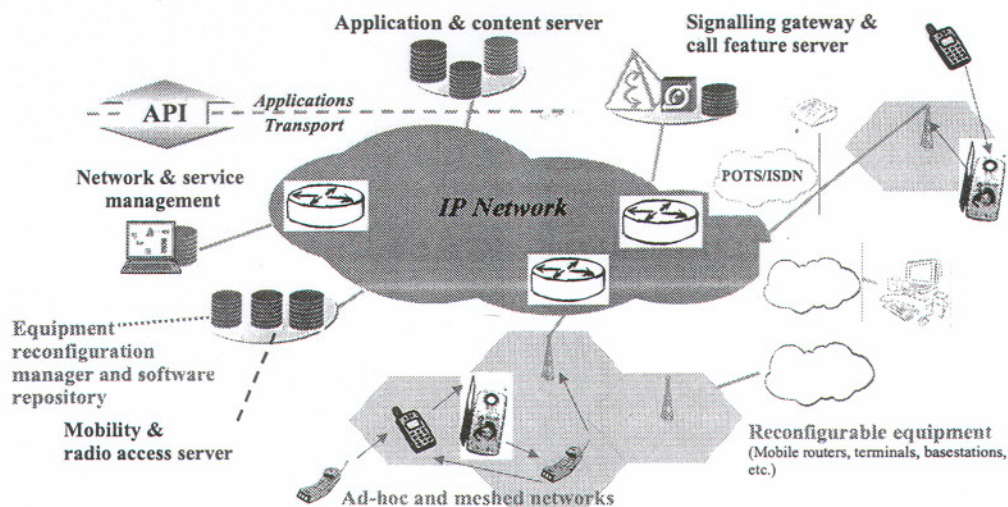 Application & content server
Signalling gateway
& call feature server
API
Applications
Transport
Network & service
management
IP Network
POTS/ISDN
Equipment
reconfiguration
manager and software
repository
Mobility &
radio access server
Reconfigurable equipment
(Mobile routers, terminals, basestations,
etc.)
Ad-hoc and meshed networks